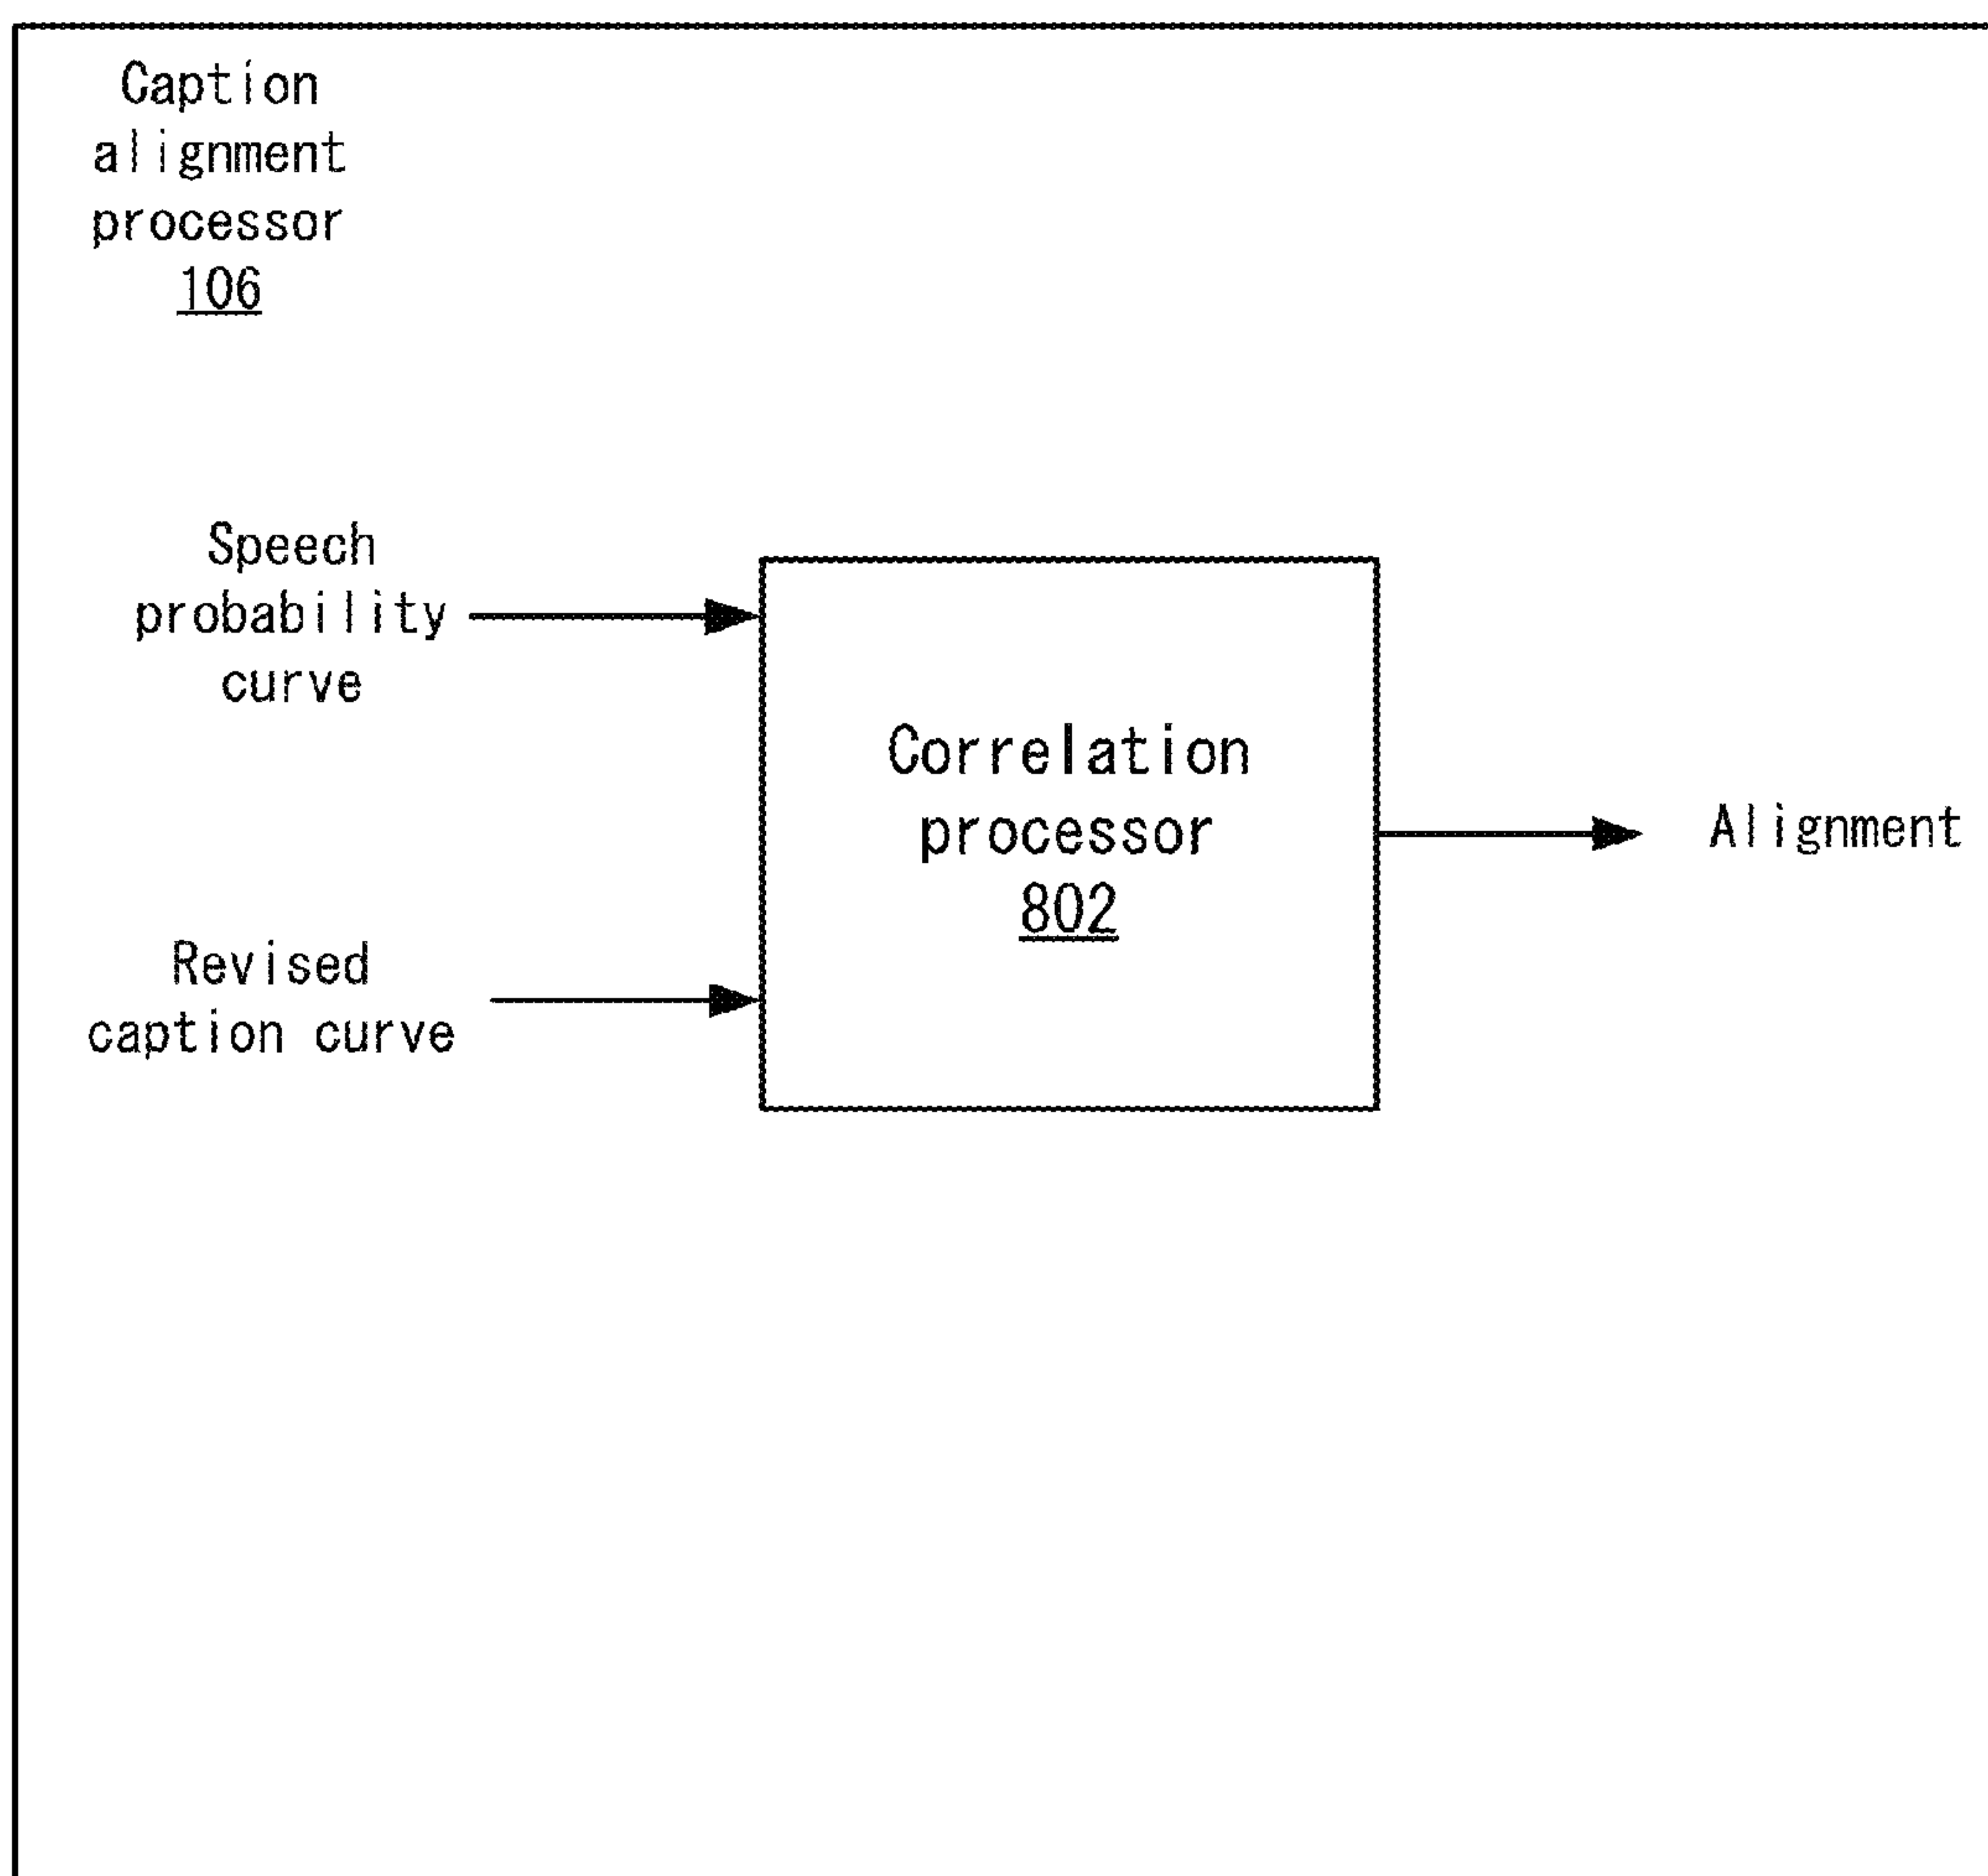 Caption
alignment
processor
106
Speech
probability
curve
Correlation
processor
802
Alignment
Revised
caption curve